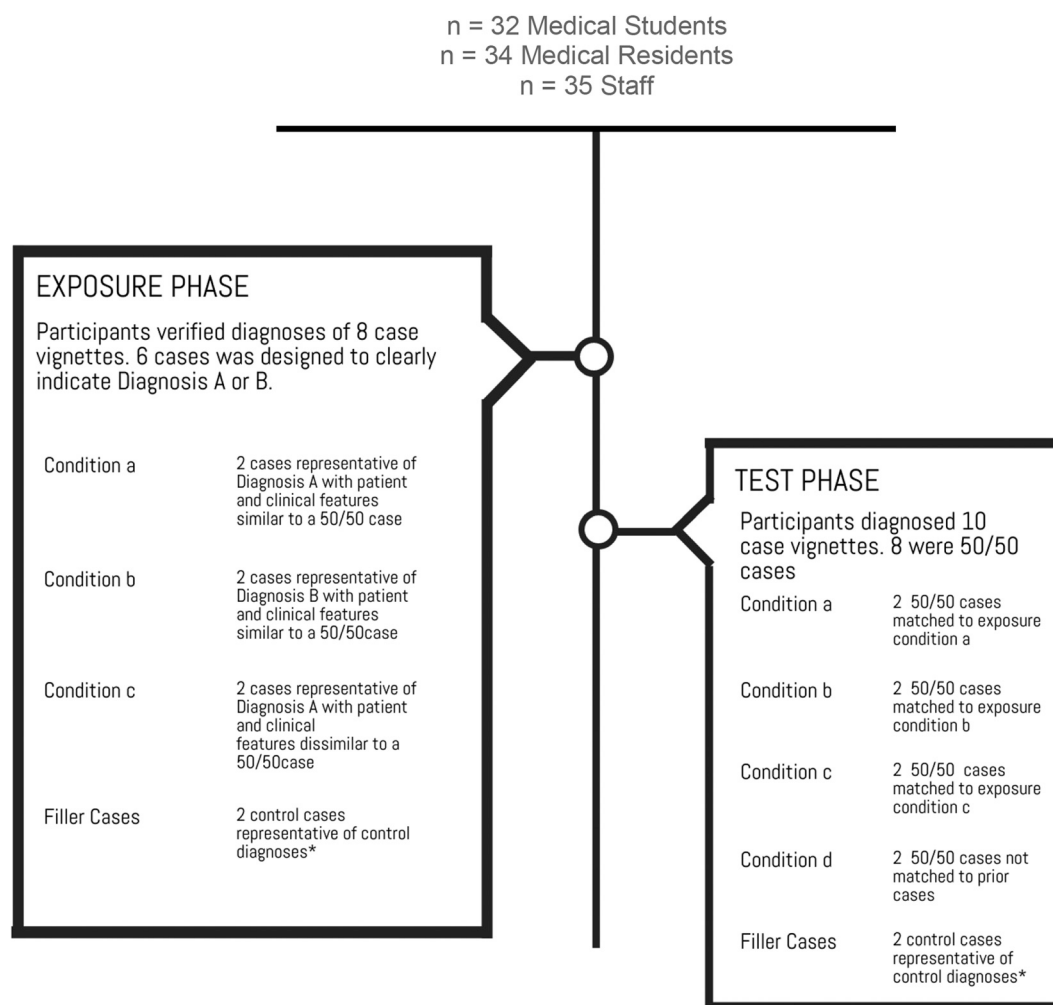 n = 32 Medical Students
n = 34 Medical Residents
n = 35 Staff
EXPOSURE PHASE
Participants verified diagnoses of 8 case
vignettes. 6 cases was designed to clearly
indicate Diagnosis A or B.
Condition a
2 cases representative of
Diagnosis A with patient
and clinical features
similar to a 50/50 case
Condition b
2 cases representative of
Diagnosis B with patient
and clinical features
similar to a 50/50case
Condition c
2 cases representative of
Diagnosis A with patient
and clinical
features dissimilar to a
50/50case
Filler Cases
2 control cases
representative of control
diagnoses*
TEST PHASE
Participants diagnosed 10
case vignettes. 8 were 50/50
cases
Condition a
2 50/50 cases
matched to exposure
condition a
Condition b
2 50/50 cases
matched to exposure
condition b
Condition c
2 50/50 cases
matched to exposure
condition c
Condition d
2 50/50 cases not
matched to prior
cases
Filler Cases
2 control cases
representative of
control diagnoses*